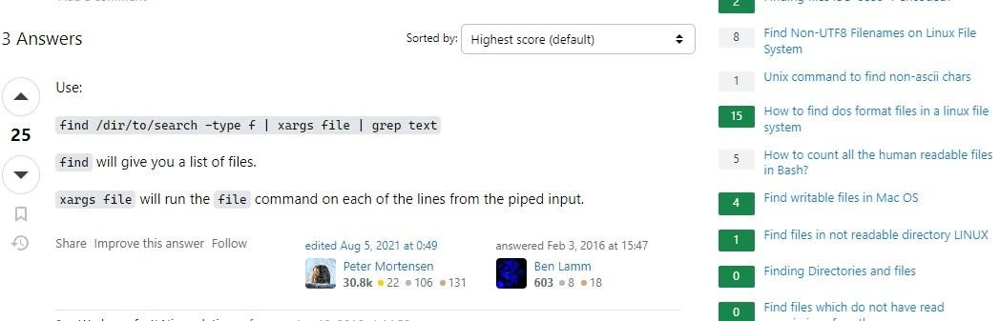 3 Answers
Sorted by:
Highest score (default)
25
Use:
find /dir/to/search -type f | xargs file | grep text
find will give you a list of files.
xargs file will run the file command on each of the lines from the piped input.
Share Improve this answer Follow
edited Aug 5, 2021 at 0:49
Peter Mortensen
30.8k 22 106 131
answered Feb 3, 2016 at 15:47
Ben Lamm
603 8 18
2
8
Find Non-UTF8 Filenames on Linux File
System
1
Unix command to find non-ascii chars
15
How to find dos format files in a linux file
system
5
How to count all the human readable files
in Bash?
4
Find writable files in Mac OS
1
Find files in not readable directory LINUX
0
Finding Directories and files
0
Find files which do not have read